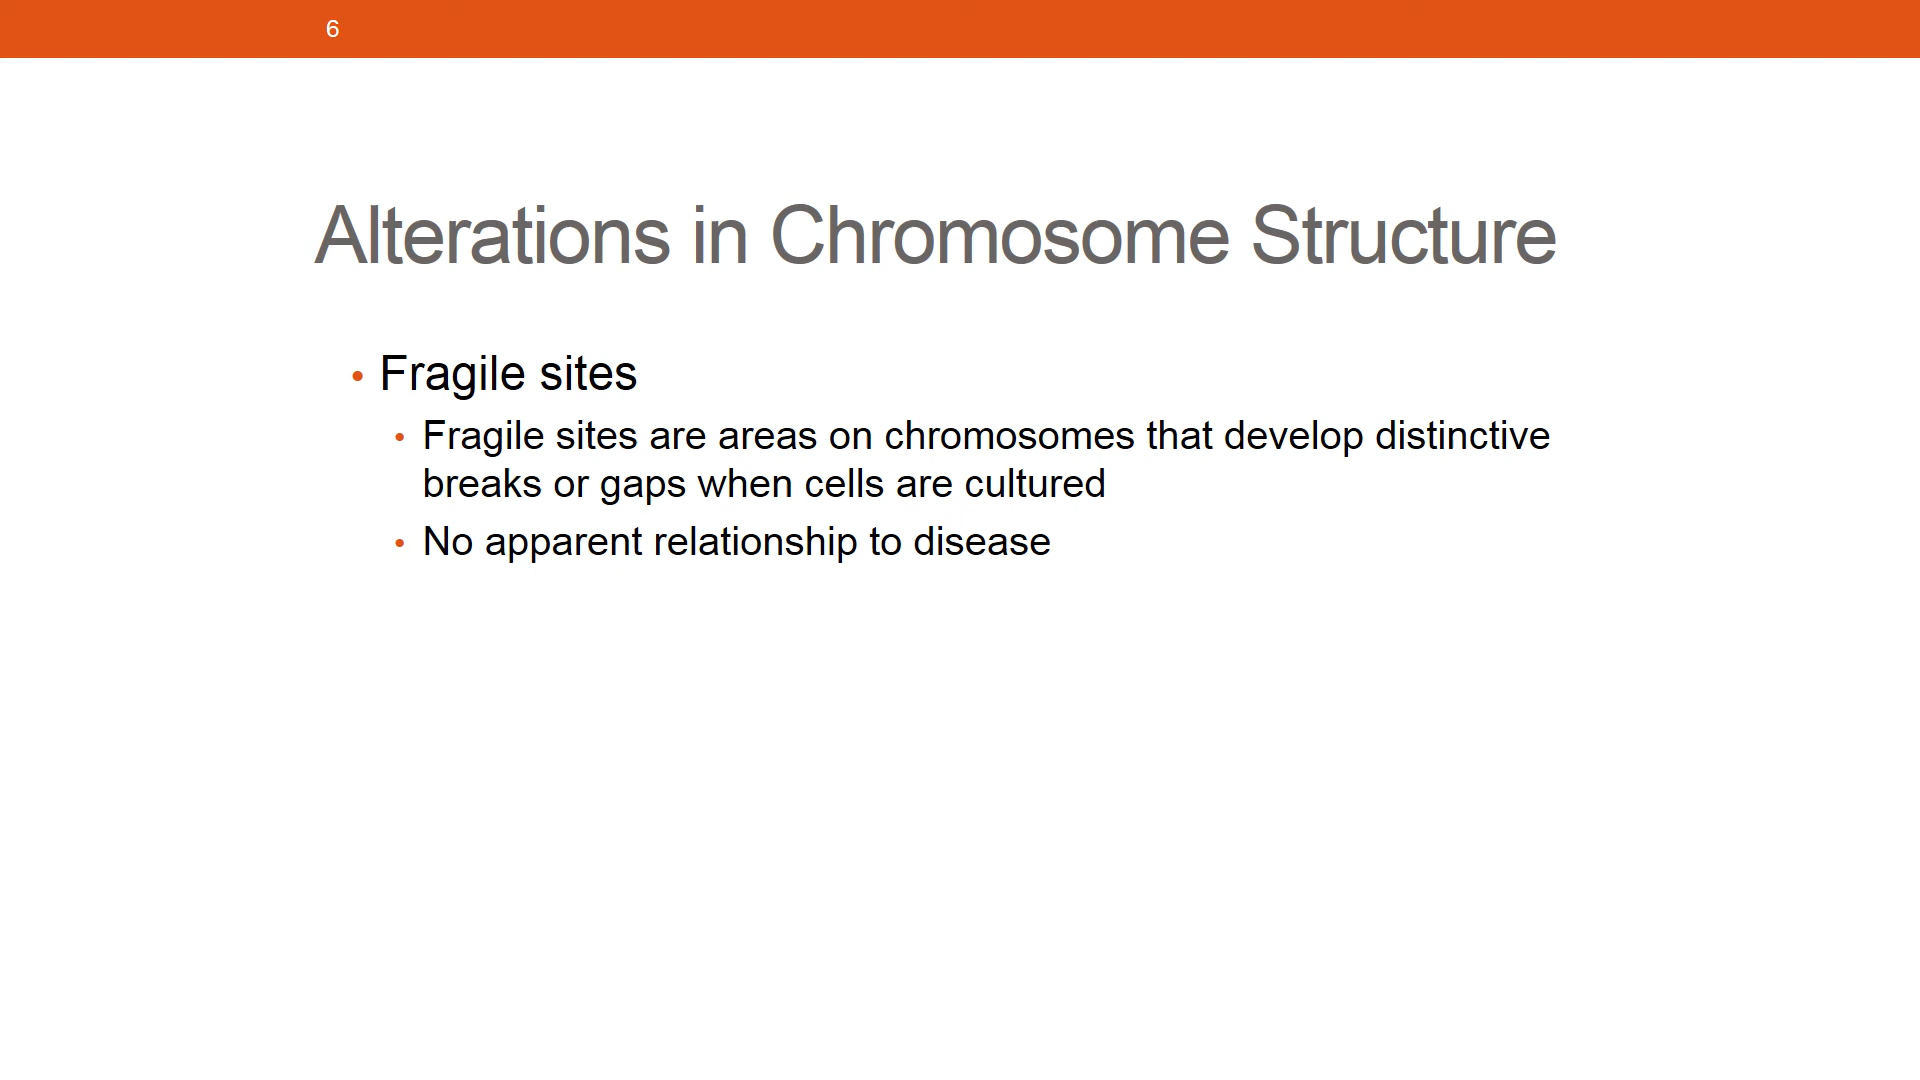 6
Alterations in Chromosome Structure
• Fragile sites
• Fragile sites are areas on chromosomes that develop distinctive
breaks or gaps when cells are cultured
• No apparent relationship to disease